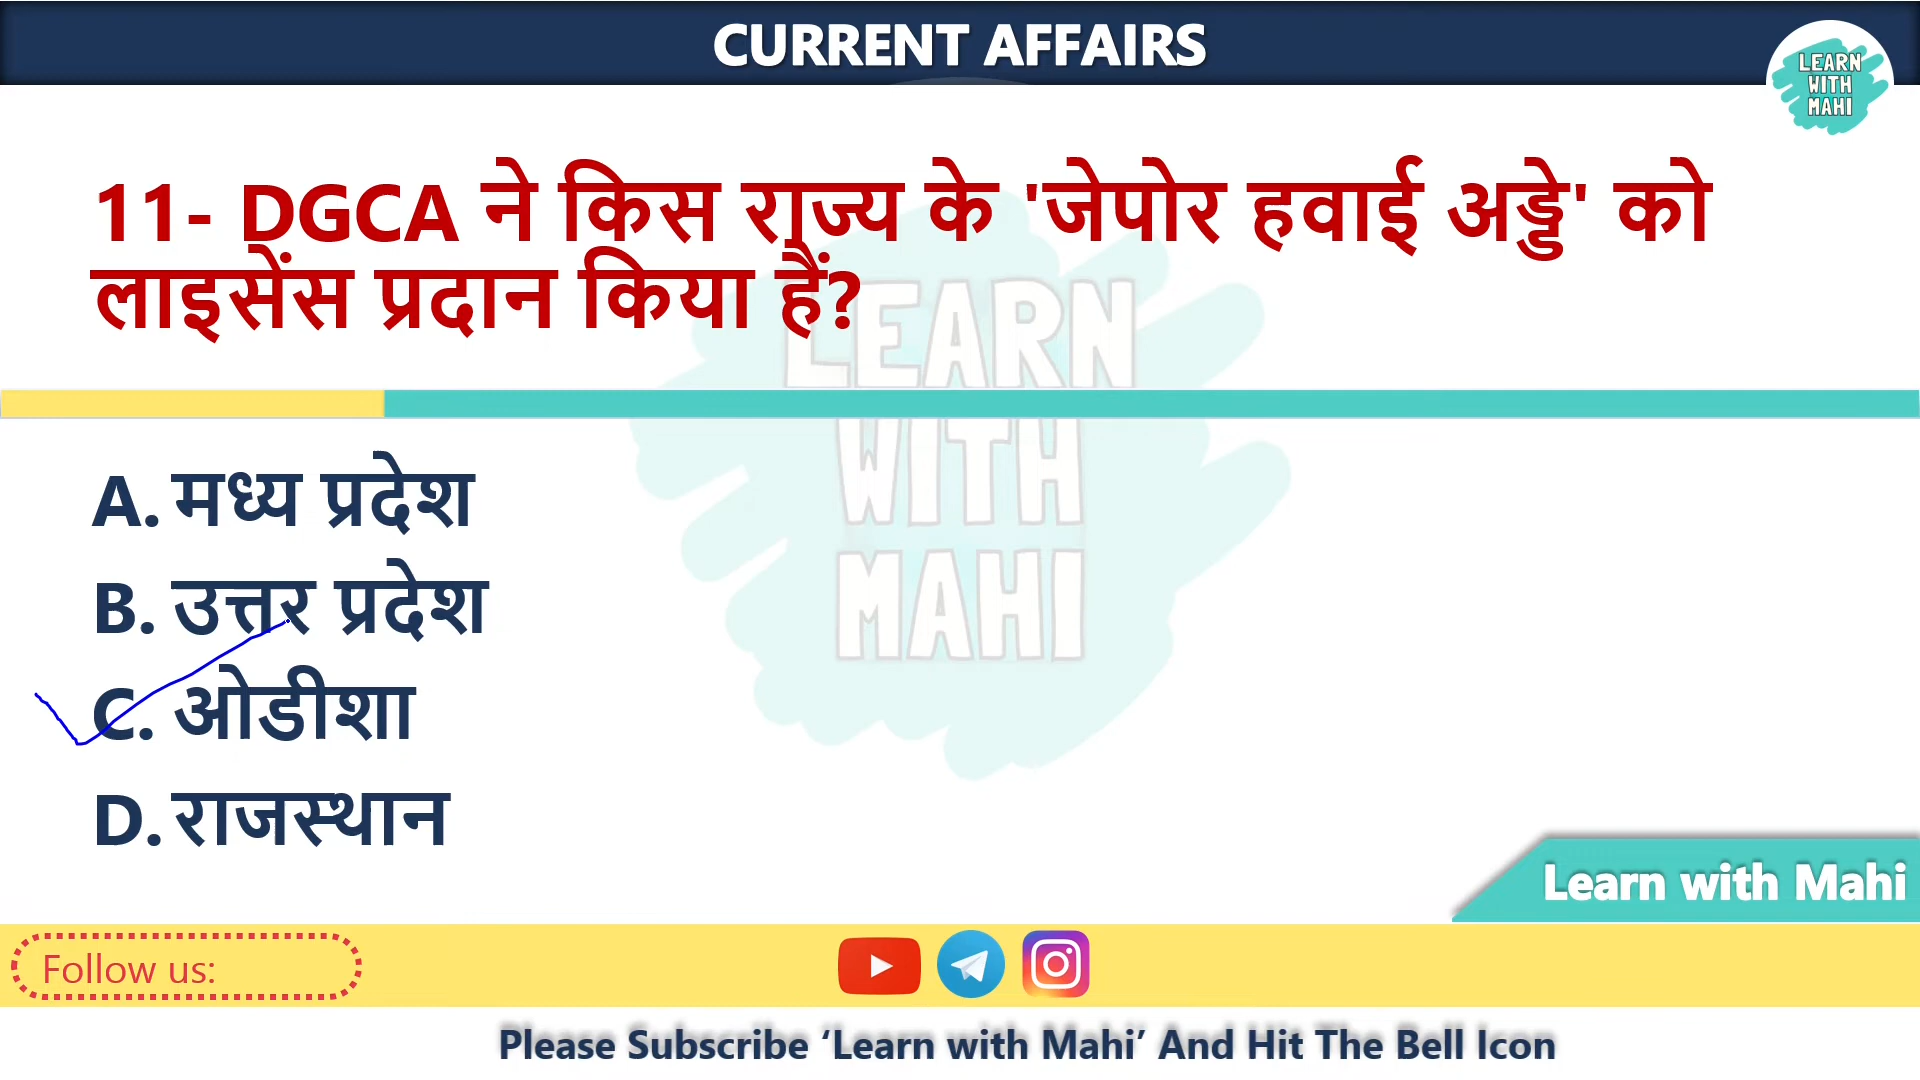 CURRENT AFFAIRS
LEARN
WITH
MAHI
11- DGCA ने किस राज्य के 'जेपोर हवाई अड्डे' को
लाइसेंस प्रदान किया हैं?
LEARN
WITH
MAHI
A. मध्य प्रदेश
B. उत्तर प्रदेश
C. ओडीशा
D. राजस्थान
Learn with Mahi
Follow us:
Please Subscribe ‘Learn with Mahi’ And Hit The Bell Icon